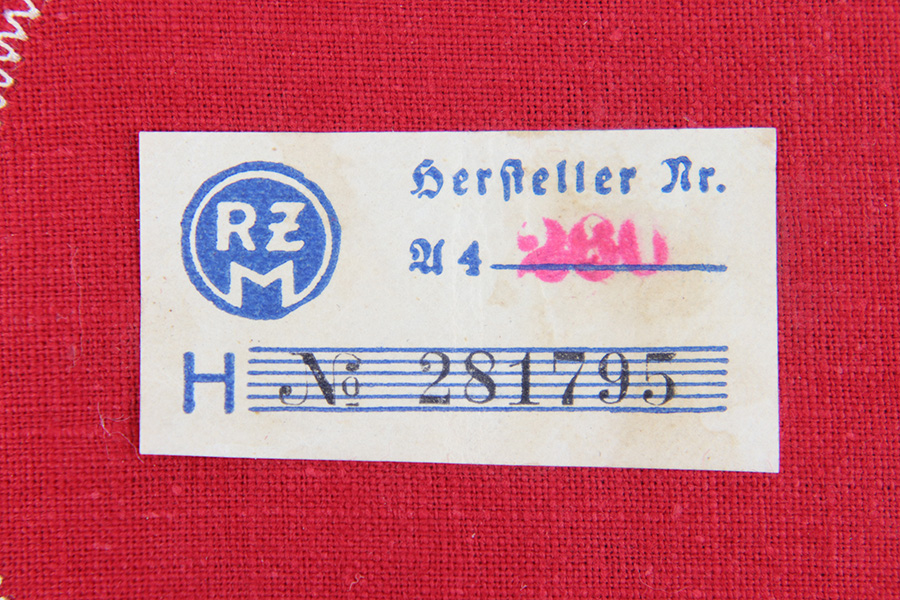 RZM
Hersteller Nr.
A 4
H № 281795